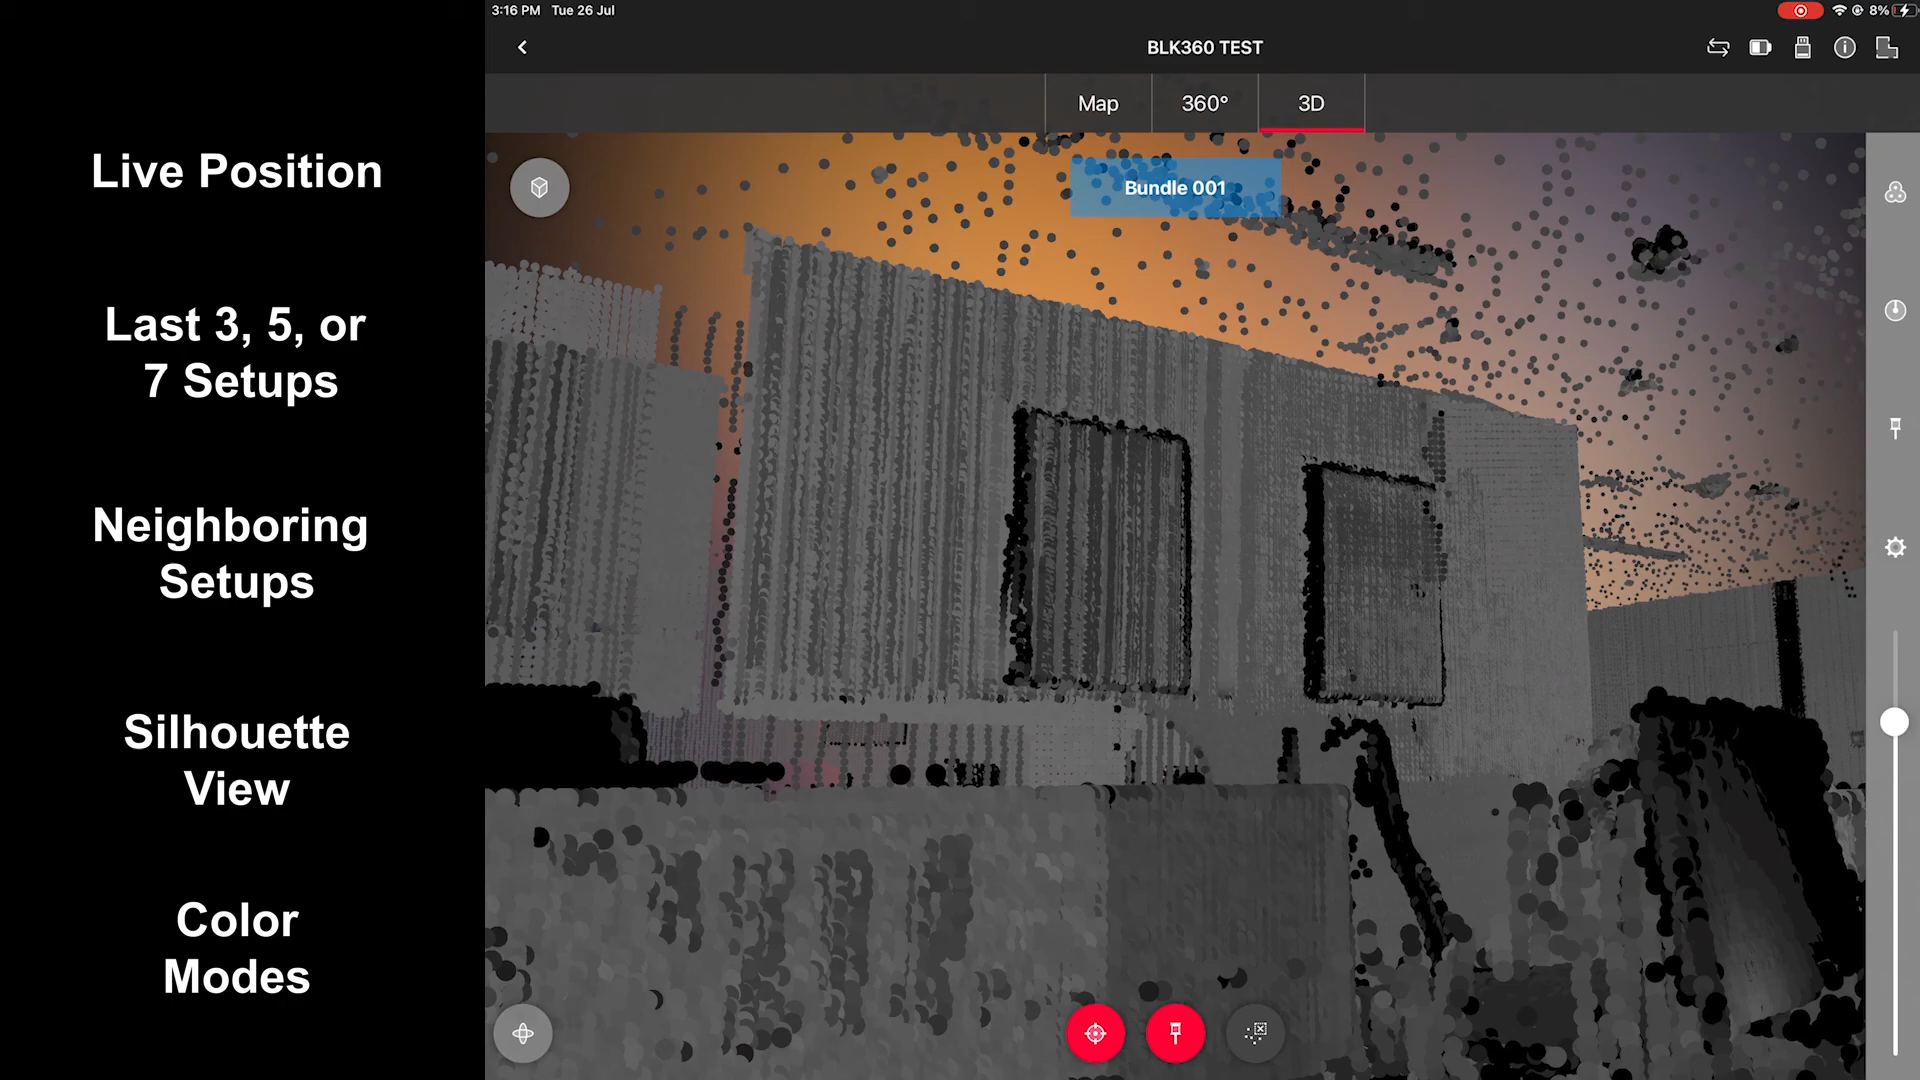 3:16 PM Tue 26 Jul
8%
BLK360 TEST
Map
360°
3D
Bundle 001
Live Position
Last 3, 5, or
7 Setups
Neighboring
Setups
Silhouette
View
Color
Modes